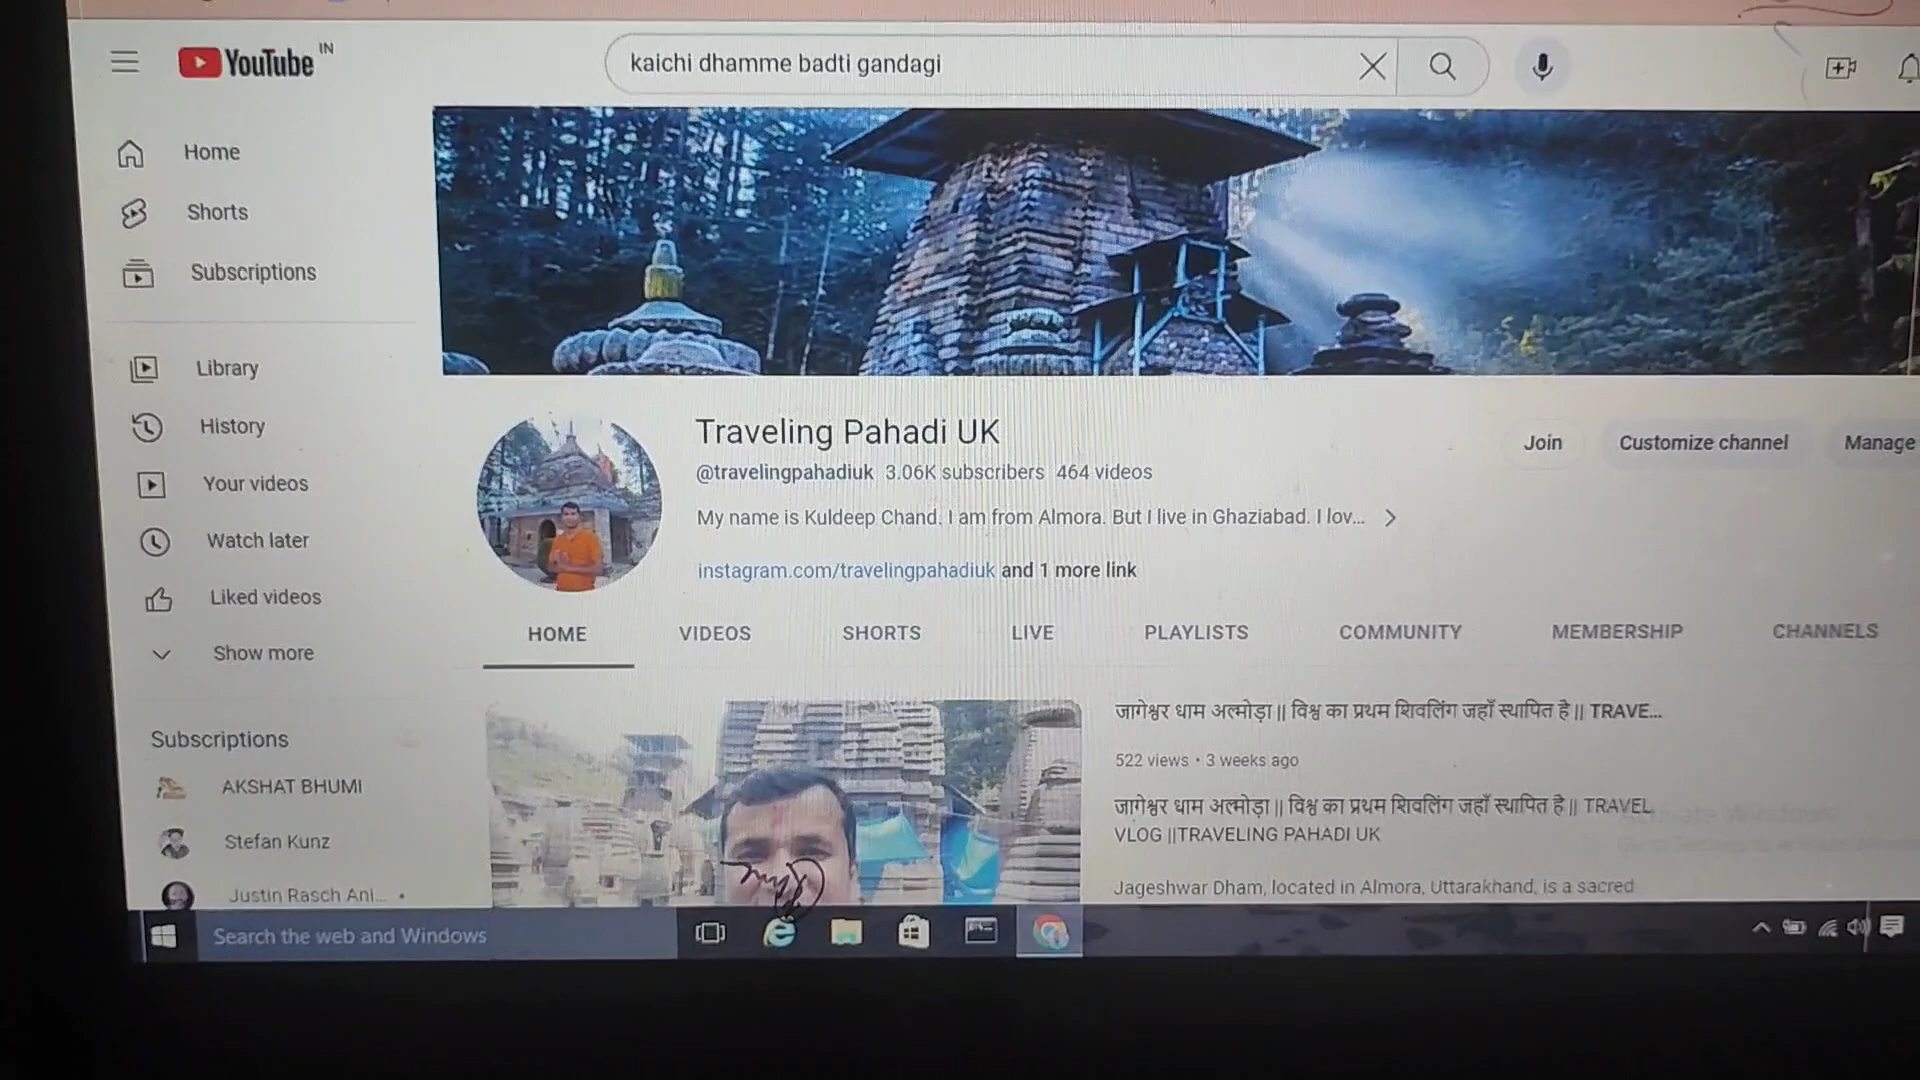 YouTube IN
kaichi dhamme badti gandagi
Home
Shorts
Subscriptions
Library
History
Your videos
Watch later
Liked videos
Show more
Subscriptions
AKSHAT BHUMI
Stefan Kunz
Justin Rasch Ani...
Traveling Pahadi UK
@travelingpahadiuk 3.06K subscribers 464 videos
My name is Kuldeep Chand. I am from Almora. But I live in Ghaziabad. I lov...
instagram.com/travelingpahadiuk and 1 more link
Join Customize channel Manage
HOME VIDEOS SHORTS LIVE PLAYLISTS COMMUNITY MEMBERSHIP CHANNELS
जागेश्वर धाम अल्मोड़ा || विश्व का प्रथम शिवलिंग जहाँ स्थापित है || TRAVE...
522 views • 3 weeks ago
जागेश्वर धाम अल्मोड़ा || विश्व का प्रथम शिवलिंग जहाँ स्थापित है || TRAVEL
VLOG ||TRAVELING PAHADI UK
Jageshwar Dham, located in Almora, Uttarakhand, is a sacred
Activate Windows
Search the web and Windows